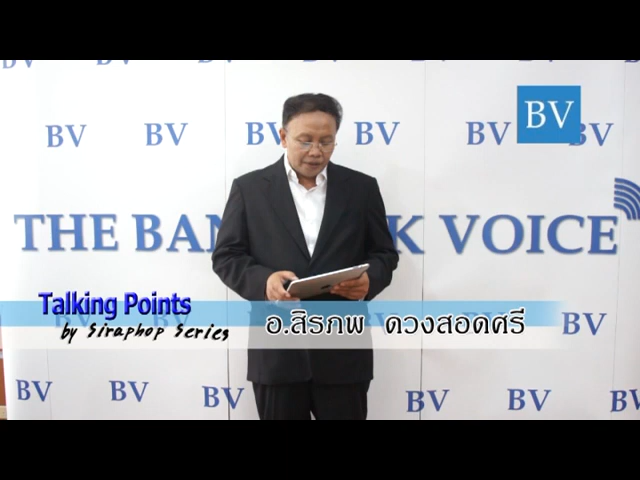 BV BV BV BV BV BV
BV
THE BAN K VOICE
Talking Points
by Siraphop Series
อ.สิรภพ ดวงสอดศรี
BV
BV BV BV BV BV BV